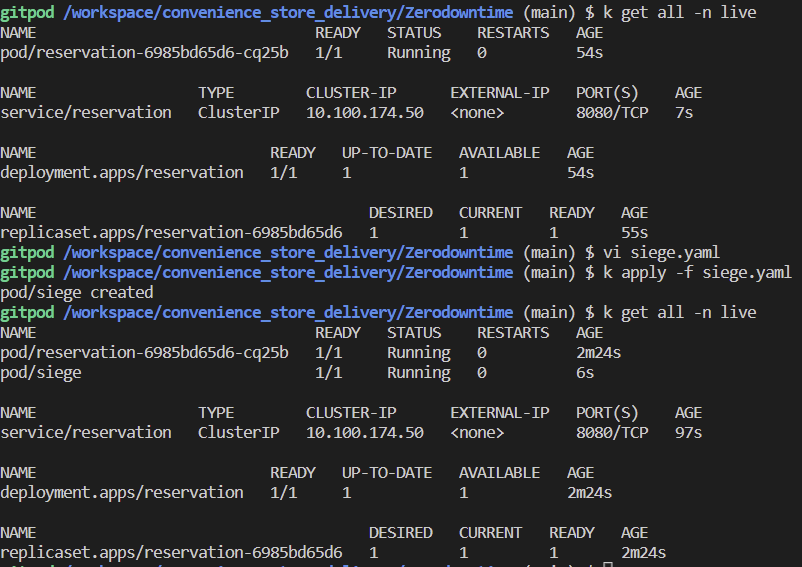 gitpod /workspace/convenience_store_delivery/Zerodowntime (main) $ k get all -n live
NAME READY STATUS RESTARTS AGE
pod/reservation-6985bd65d6-cq25b 1/1 Running 0 54s
NAME TYPE CLUSTER-IP EXTERNAL-IP PORT(S) AGE
service/reservation ClusterIP 10.100.174.50 <none> 8080/TCP 7s
NAME READY UP-TO-DATE AVAILABLE AGE
deployment.apps/reservation 1/1 1 1 54s
NAME DESIRED CURRENT READY AGE
replicaset.apps/reservation-6985bd65d6 1 1 1 55s
gitpod /workspace/convenience_store_delivery/Zerodowntime (main) $ vi siege.yaml
gitpod /workspace/convenience_store_delivery/Zerodowntime (main) $ k apply -f siege.yaml
pod/siege created
gitpod /workspace/convenience_store_delivery/Zerodowntime (main) $ k get all -n live
NAME READY STATUS RESTARTS AGE
pod/reservation-6985bd65d6-cq25b 1/1 Running 0 2m24s
pod/siege 1/1 Running 0 6s
NAME TYPE CLUSTER-IP EXTERNAL-IP PORT(S) AGE
service/reservation ClusterIP 10.100.174.50 <none> 8080/TCP 97s
NAME READY UP-TO-DATE AVAILABLE AGE
deployment.apps/reservation 1/1 1 1 2m24s
NAME DESIRED CURRENT READY AGE
replicaset.apps/reservation-6985bd65d6 1 1 1 2m24s